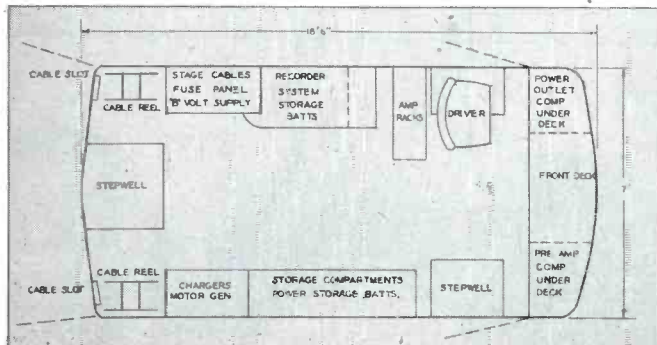 18'6"
CABLE SLOT
CABLE REEL
STAGE CABLES
FUSE PANEL
"B" VOLT SUPPLY
RECORDER
SYSTEM
STORAGE
BATTS
AMP
RACKS
DRIVER
POWER
OUTLET
COMP
UNDER
DECK
STEPWELL
FRONT DECK
7'
CABLE REEL
CABLE SLOT
CHARGERS
MOTOR GEN.
STORAGE COMPARTMENTS
POWER STORAGE BATTS.
STEPWELL
PRE AMP
COMP
UNDER
DECK